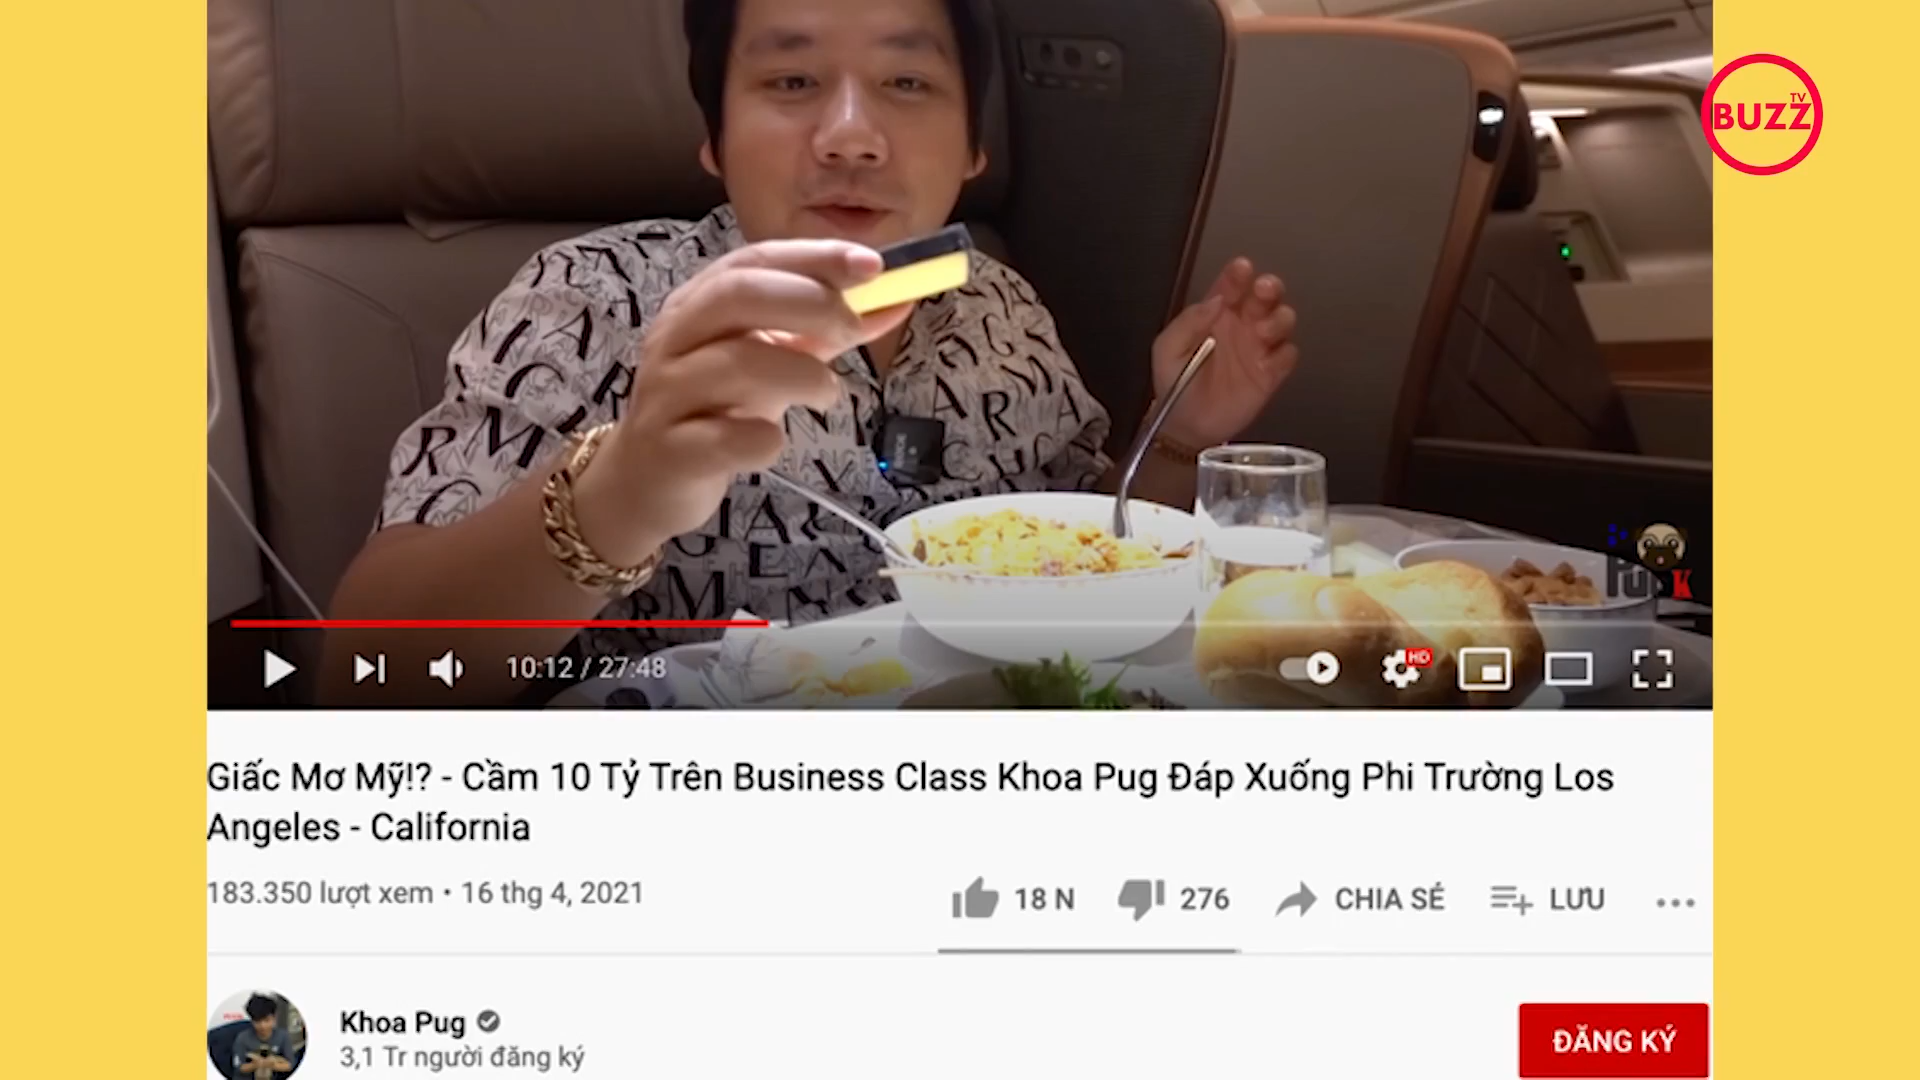 BUZZ TV
PUG K
HD
10:12 / 27:48
Giấc Mơ Mỹ!? - Cầm 10 Tỷ Trên Business Class Khoa Pug Đáp Xuống Phi Trường Los
Angeles - California
183.350 lượt xem • 16 thg 4, 2021
18 N
276
CHIA SẺ
LƯU
Khoa Pug
3,1 Tr người đăng ký
ĐĂNG KÝ